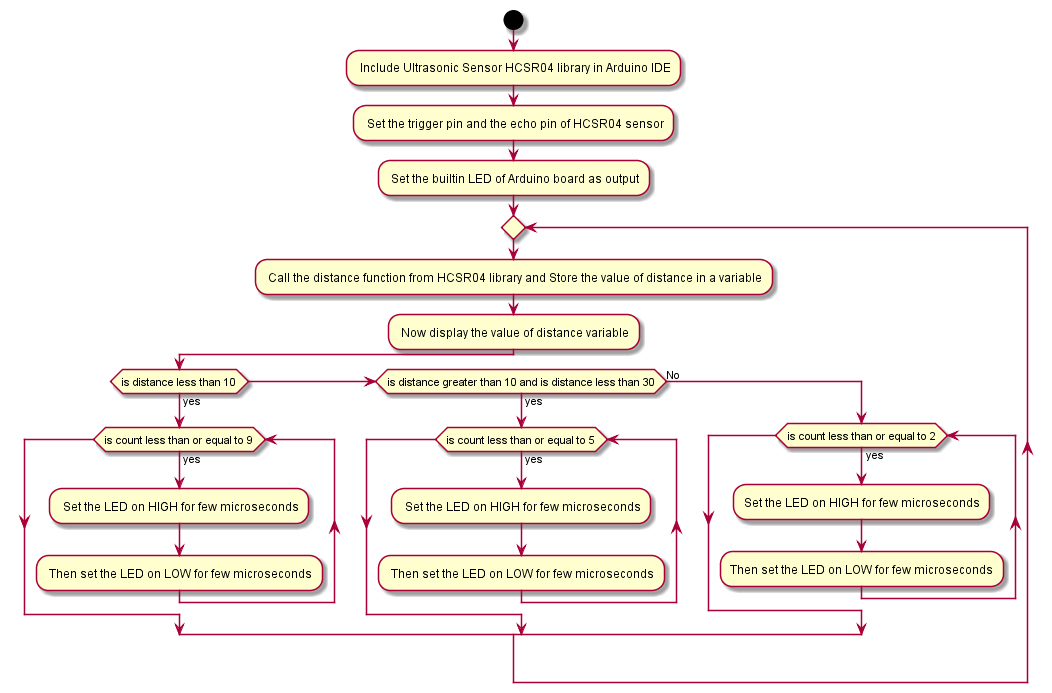 Include Ultrasonic Sensor HCSR04 library in Arduino IDE
Set the trigger pin and the echo pin of HCSR04 sensor
Set the builtin LED of Arduino board as output
Call the distance function from HCSR04 library and Store the value of distance in a variable
Now display the value of distance variable
is distance less than 10
yes
is distance greater than 10 and is distance less than 30
No
yes
is count less than or equal to 9
yes
Set the LED on HIGH for few microseconds
Then set the LED on LOW for few microseconds
is count less than or equal to 5
yes
Set the LED on HIGH for few microseconds
Then set the LED on LOW for few microseconds
is count less than or equal to 2
yes
Set the LED on HIGH for few microseconds
Then set the LED on LOW for few microseconds